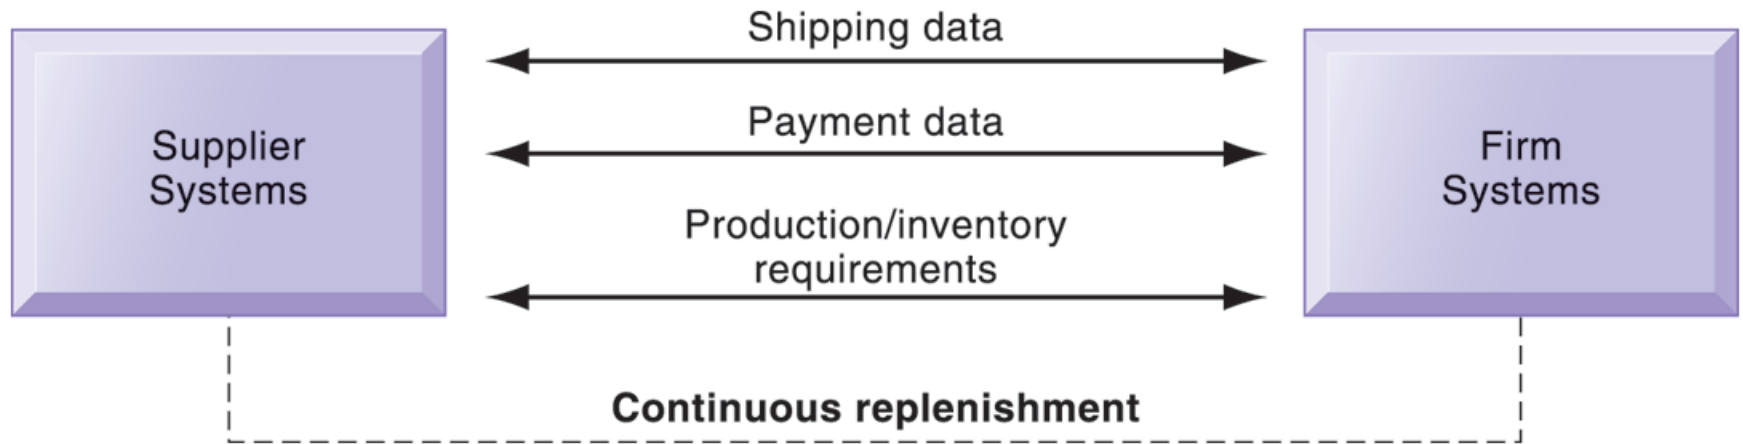 Shipping data
Payment data
Supplier
Systems
Firm
Systems
Production/inventory
requirements
Continuous replenishment